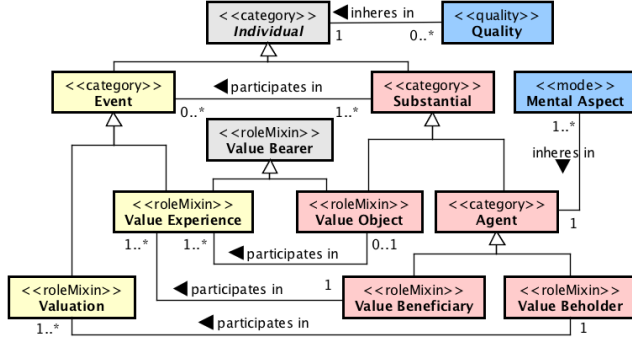 <<category>>
Individual
◀ inheres in
1
0..*
<<quality>>
Quality
<<category>>
Event
◀ participates in
0..*
1..*
<<category>>
Substantial
<<mode>>
Mental Aspect
1..*
inheres in
▼
1
<<roleMixin>>
Value Bearer
<<roleMixin>>
Value Experience
<<roleMixin>>
Value Object
<<category>>
Agent
1..*
1..*
◀ participates in
0..1
<<roleMixin>>
Valuation
◀ participates in
1
<<roleMixin>>
Value Beneficiary
<<roleMixin>>
Value Beholder
1..*
◀ participates in
1